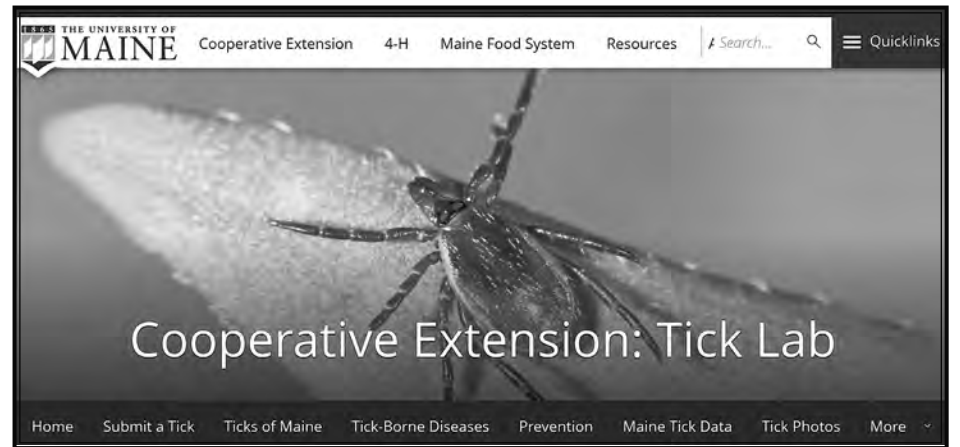 1865 THE UNIVERSITY OF
MAINE
Cooperative Extension 4-H Maine Food System Resources Search... Quicklinks
Cooperative Extension: Tick Lab
Home Submit a Tick Ticks of Maine Tick-Borne Diseases Prevention Maine Tick Data Tick Photos More